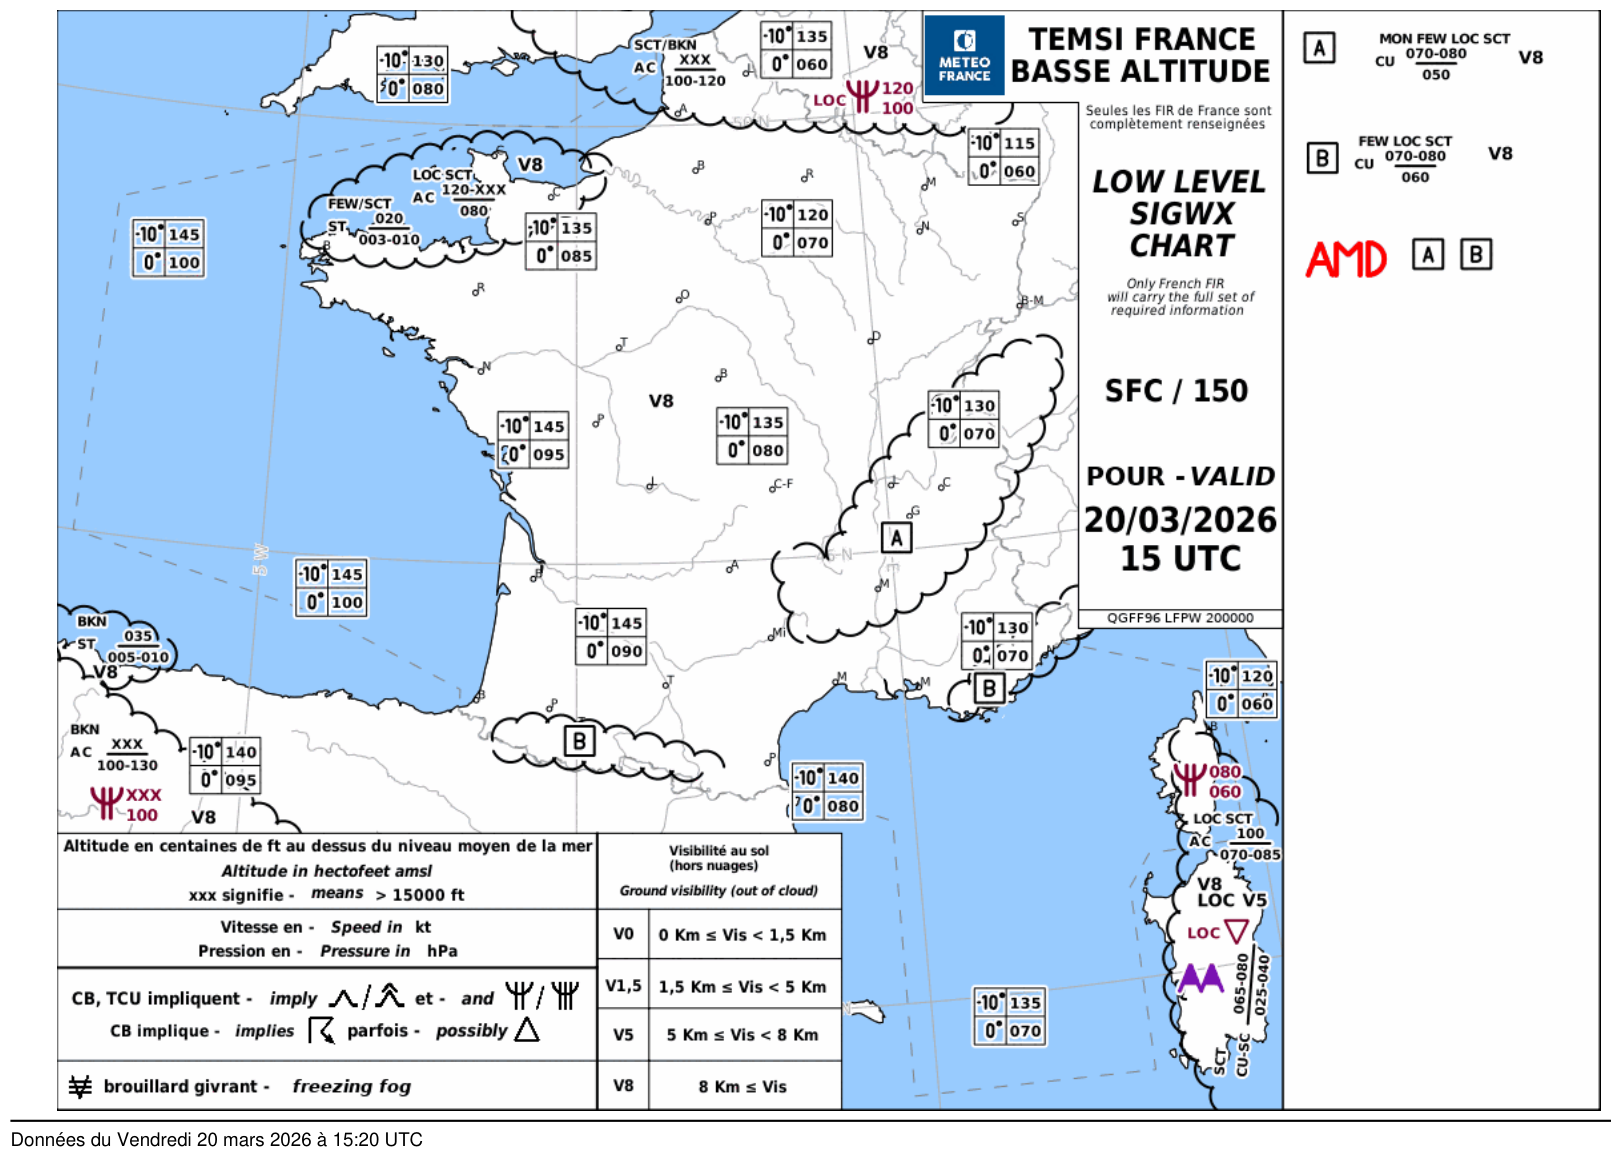 -10° 130
0° 080
SCT/BKN
AC XXX
100-120
-10° 135
0° 060
V8
LOC 120
100
METEO
FRANCE
TEMSI FRANCE
BASSE ALTITUDE
Seules les FIR de France sont
complètement renseignées
LOW LEVEL
SIGWX
CHART
Only French FIR
will carry the full set of
required information
SFC / 150
POUR - VALID
20/03/2026
15 UTC
QGFF96 LFPW 200000
A
MON FEW LOC SCT
CU 070-080
050
V8
B
FEW LOC SCT
CU 070-080
060
V8
AMD A B
50 N
L
A
-10° 115
0° 060
V8
LOC SCT
AC 120-XXX
080
FEW/SCT
ST 020
003-010
C
C
B
-10° 145
0° 100
-10° 135
0° 085
B
R
M
P
N
S
-10° 120
0° 070
R
O
B-M
T
D
N
B
V8
P
-10° 145
0° 095
-10° 135
0° 080
-10° 130
0° 070
L
C-F
L
C
G
A
45 N
5 W
-10° 145
0° 100
B
A
M
BKN
ST 035
005-010
V8
-10° 145
0° 090
Mi
-10° 130
0° 070
N
B
M
M
T
B
P
B
-10° 120
0° 060
B
BKN
AC XXX
100-130
XXX
100
-10° 140
0° 095
V8
P
-10° 140
0° 080
080
060
LOC SCT
AC 100
070-085
V8
LOC V5
LOC
SCT
CU-SC
065-080
025-040
-10° 135
0° 070
Altitude en centaines de ft au dessus du niveau moyen de la mer
Altitude in hectofeet amsl
xxx signifie - means > 15000 ft
Vitesse en - Speed in kt
Pression en - Pressure in hPa
CB, TCU impliquent - imply / et - and /
CB implique - implies parfois - possibly
brouillard givrant - freezing fog
Visibilité au sol
(hors nuages)
Ground visibility (out of cloud)
V0 0 Km ≤ Vis < 1,5 Km
V1,5 1,5 Km ≤ Vis < 5 Km
V5 5 Km ≤ Vis < 8 Km
V8 8 Km ≤ Vis
Données du Vendredi 20 mars 2026 à 15:20 UTC